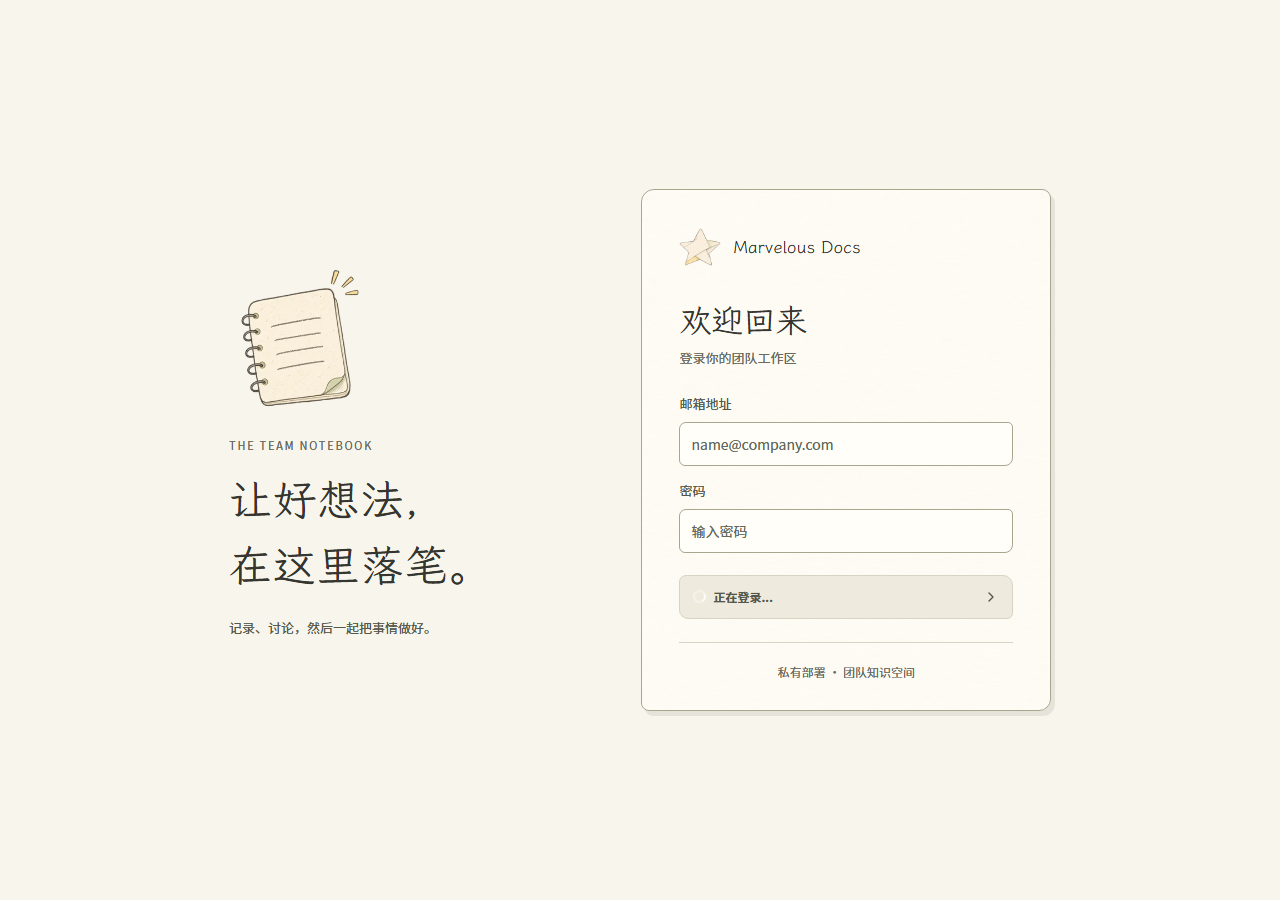 THE TEAM NOTEBOOK
让好想法，
在这里落笔。
记录、讨论，然后一起把事情做好。
Marvelous Docs
欢迎回来
登录你的团队工作区
邮箱地址
name@company.com
密码
输入密码
正在登录...
私有部署 · 团队知识空间